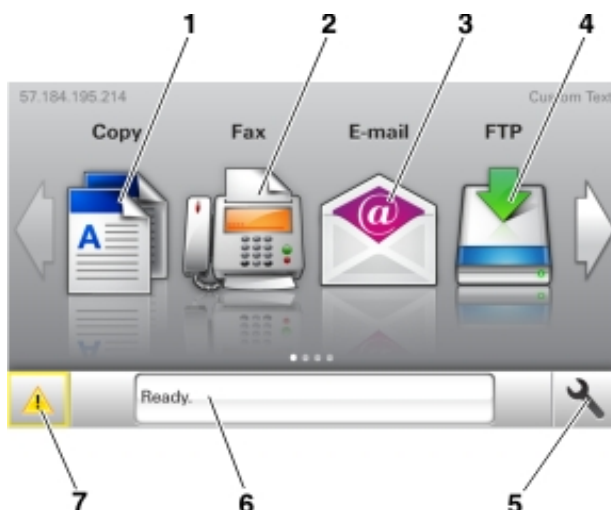 1 2 3 4
57.184.195.214 Custom Text
Copy Fax E-mail FTP
A @
Ready.
7 6 5